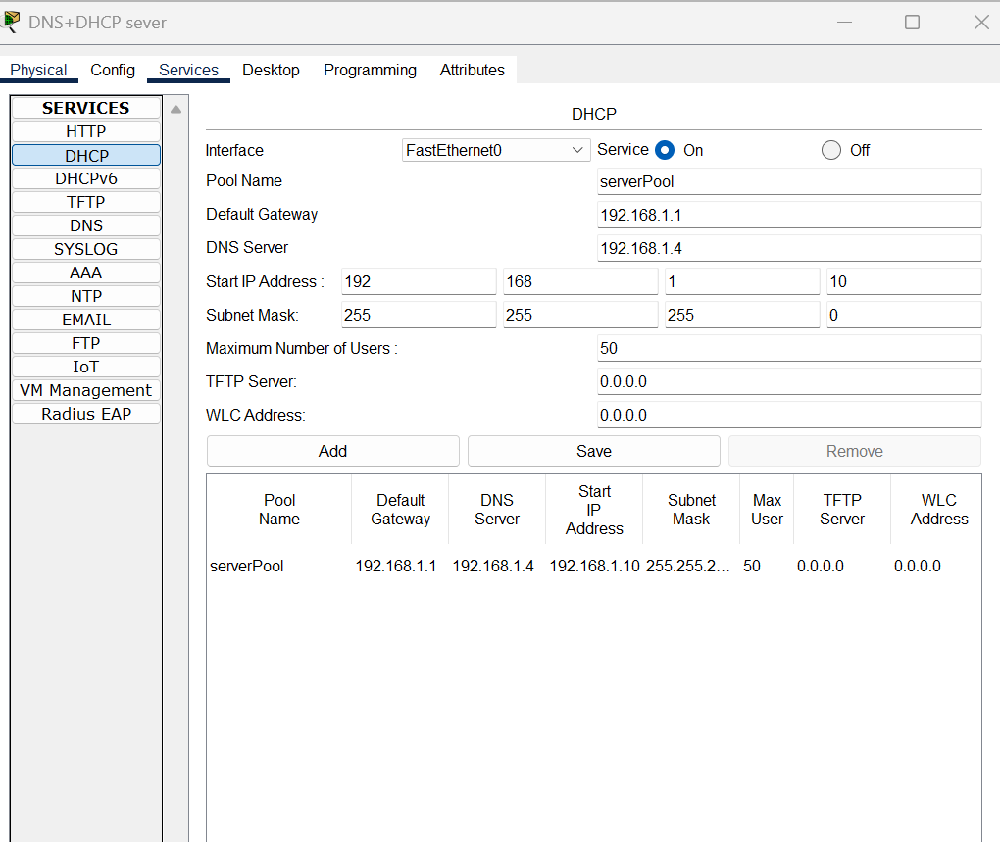 DNS+DHCP sever
Physical Config Services Desktop Programming Attributes
SERVICES
HTTP
DHCP
DHCPv6
TFTP
DNS
SYSLOG
AAA
NTP
EMAIL
FTP
IoT
VM Management
Radius EAP
DHCP
Interface FastEthernet0 Service On Off
Pool Name serverPool
Default Gateway 192.168.1.1
DNS Server 192.168.1.4
Start IP Address : 192 168 1 10
Subnet Mask: 255 255 255 0
Maximum Number of Users : 50
TFTP Server: 0.0.0.0
WLC Address: 0.0.0.0
Add Save Remove
Pool Name Default Gateway DNS Server Start IP Address Subnet Mask Max User TFTP Server WLC Address
serverPool 192.168.1.1 192.168.1.4 192.168.1.10 255.255.2... 50 0.0.0.0 0.0.0.0